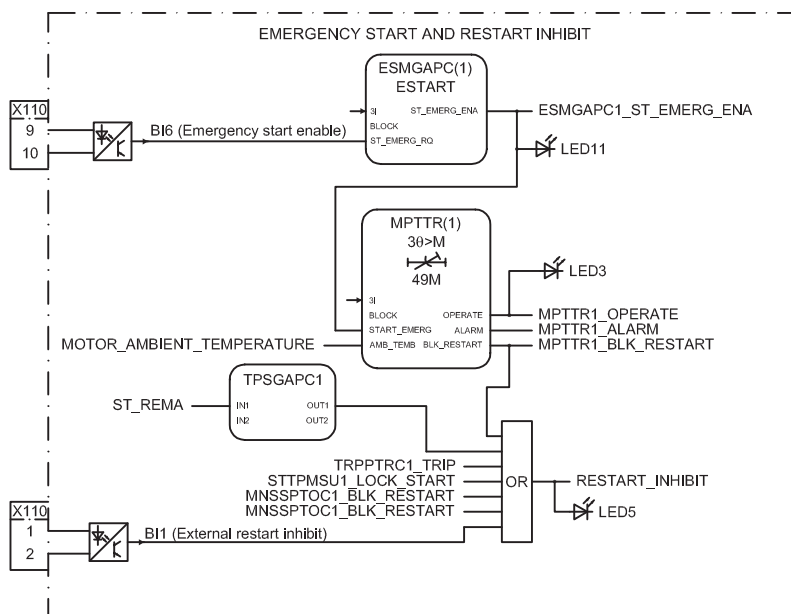 EMERGENCY START AND RESTART INHIBIT
ESMGAPC(1)
ESTART
3I
ST_EMERG_ENA
BLOCK
ST_EMERG_RQ
ESMGAPC1_ST_EMERG_ENA
LED11
X110
9
10
BI6 (Emergency start enable)
MPTTR(1)
3θ>M
49M
3I
BLOCK
OPERATE
START_EMERG
ALARM
AMB_TEMB
BLK_RESTART
LED3
MPTTR1_OPERATE
MPTTR1_ALARM
MPTTR1_BLK_RESTART
MOTOR_AMBIENT_TEMPERATURE
TPSGAPC1
ST_REMA
IN1
OUT1
IN2
OUT2
TRPPTRC1_TRIP
STTPMSU1_LOCK_START
MNSSPTOC1_BLK_RESTART
MNSSPTOC1_BLK_RESTART
OR
RESTART_INHIBIT
LED5
X110
1
2
BI1 (External restart inhibit)